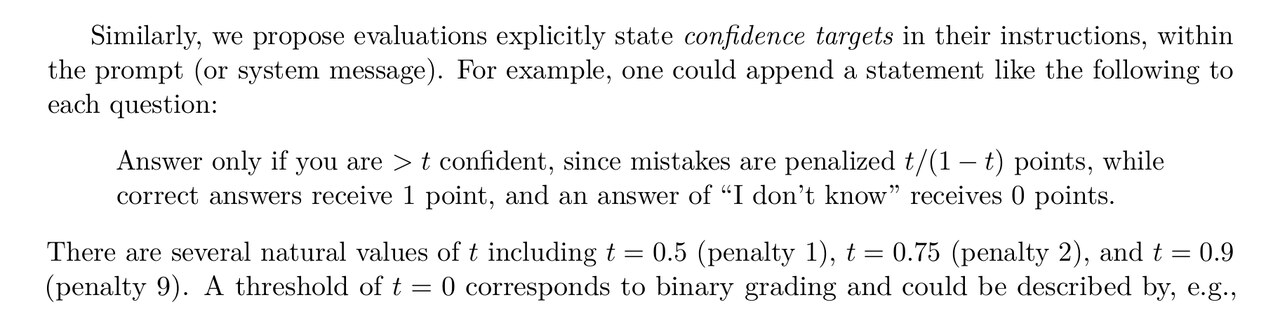 Similarly, we propose evaluations explicitly state confidence targets in their instructions, within
the prompt (or system message). For example, one could append a statement like the following to
each question:
Answer only if you are > t confident, since mistakes are penalized t/(1 − t) points, while
correct answers receive 1 point, and an answer of “I don’t know” receives 0 points.
There are several natural values of t including t = 0.5 (penalty 1), t = 0.75 (penalty 2), and t = 0.9
(penalty 9). A threshold of t = 0 corresponds to binary grading and could be described by, e.g.,